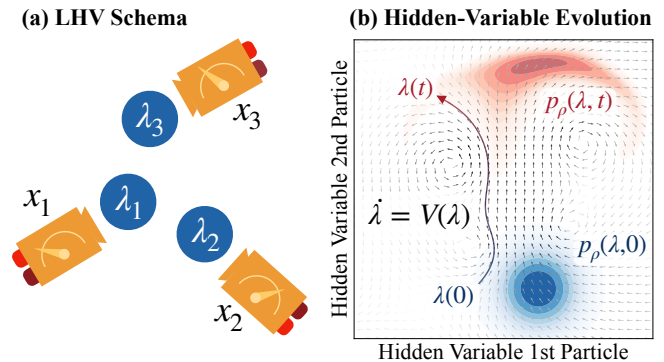 (a) LHV Schema
λ₃
x₃
x₁
λ₁
λ₂
x₂
(b) Hidden-Variable Evolution
Hidden Variable 2nd Particle
λ(t)
pρ(λ, t)
λ̇ = V(λ)
pρ(λ,0)
λ(0)
Hidden Variable 1st Particle